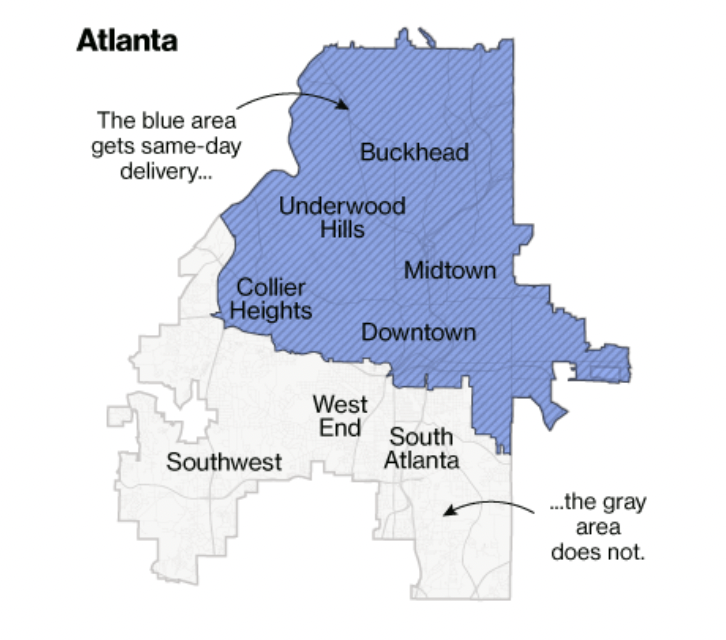 Atlanta
The blue area
gets same-day
delivery...
Buckhead
Underwood
Hills
Midtown
Collier
Heights
Downtown
West
End
South
Atlanta
Southwest
...the gray
area
does not.